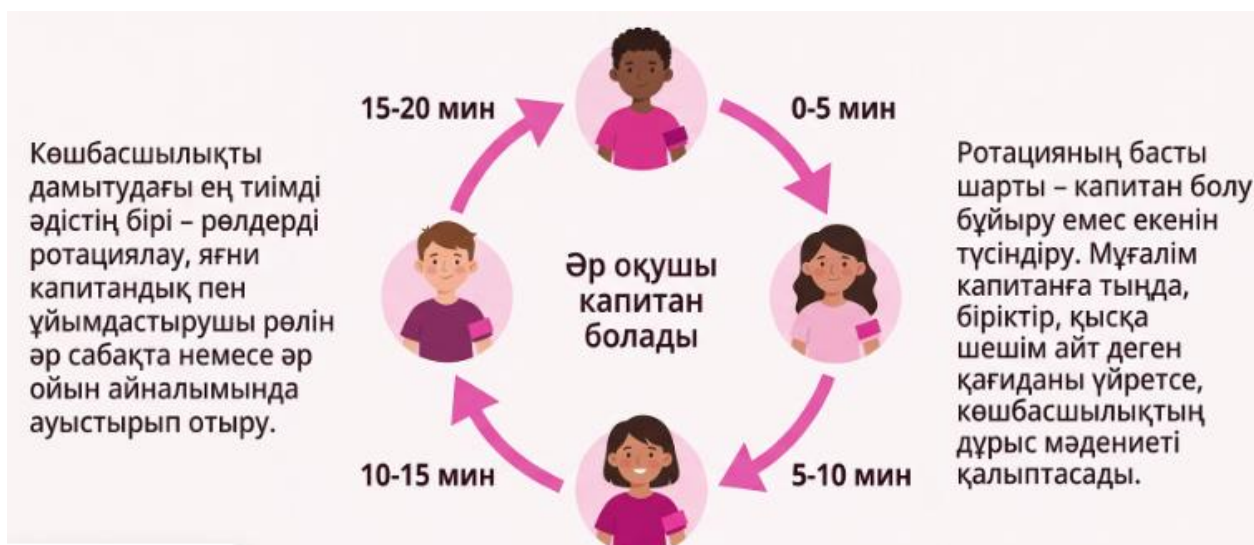 Көшбасшылықты
дамытудағы ең тиімді
әдістің бірі – рөлдерді
ротациялау, яғни
капитандық пен
ұйымдастырушы рөлін
әр сабақта немесе әр
ойын айналымында
ауыстырып отыру.
15-20 мин
0-5 мин
Әр оқушы
капитан
болады
10-15 мин
5-10 мин
Ротацияның басты
шарты – капитан болу
бұйыру емес екенін
түсіндіру. Мұғалім
капитанға тыңда,
біріктір, қысқа
шешім айт деген
қағиданы үйретсе,
көшбасшылықтың
дұрыс мәдениеті
қалыптасады.